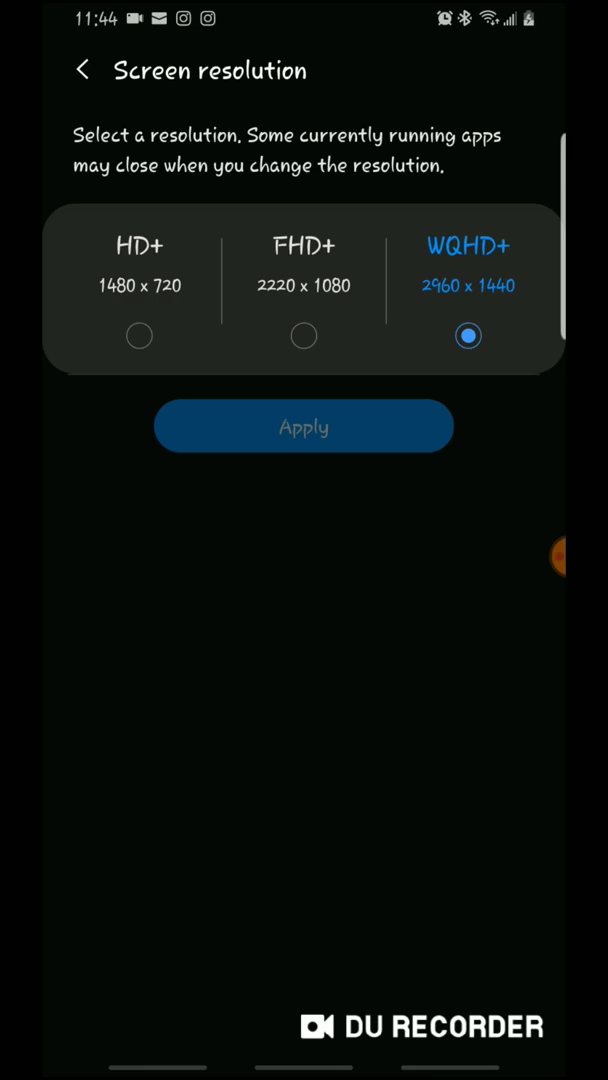 11:44
Screen resolution
Select a resolution. Some currently running apps
may close when you change the resolution.
HD+ FHD+ WQHD+
1480 x 720 2220 x 1080 2960 x 1440
Apply
DU RECORDER